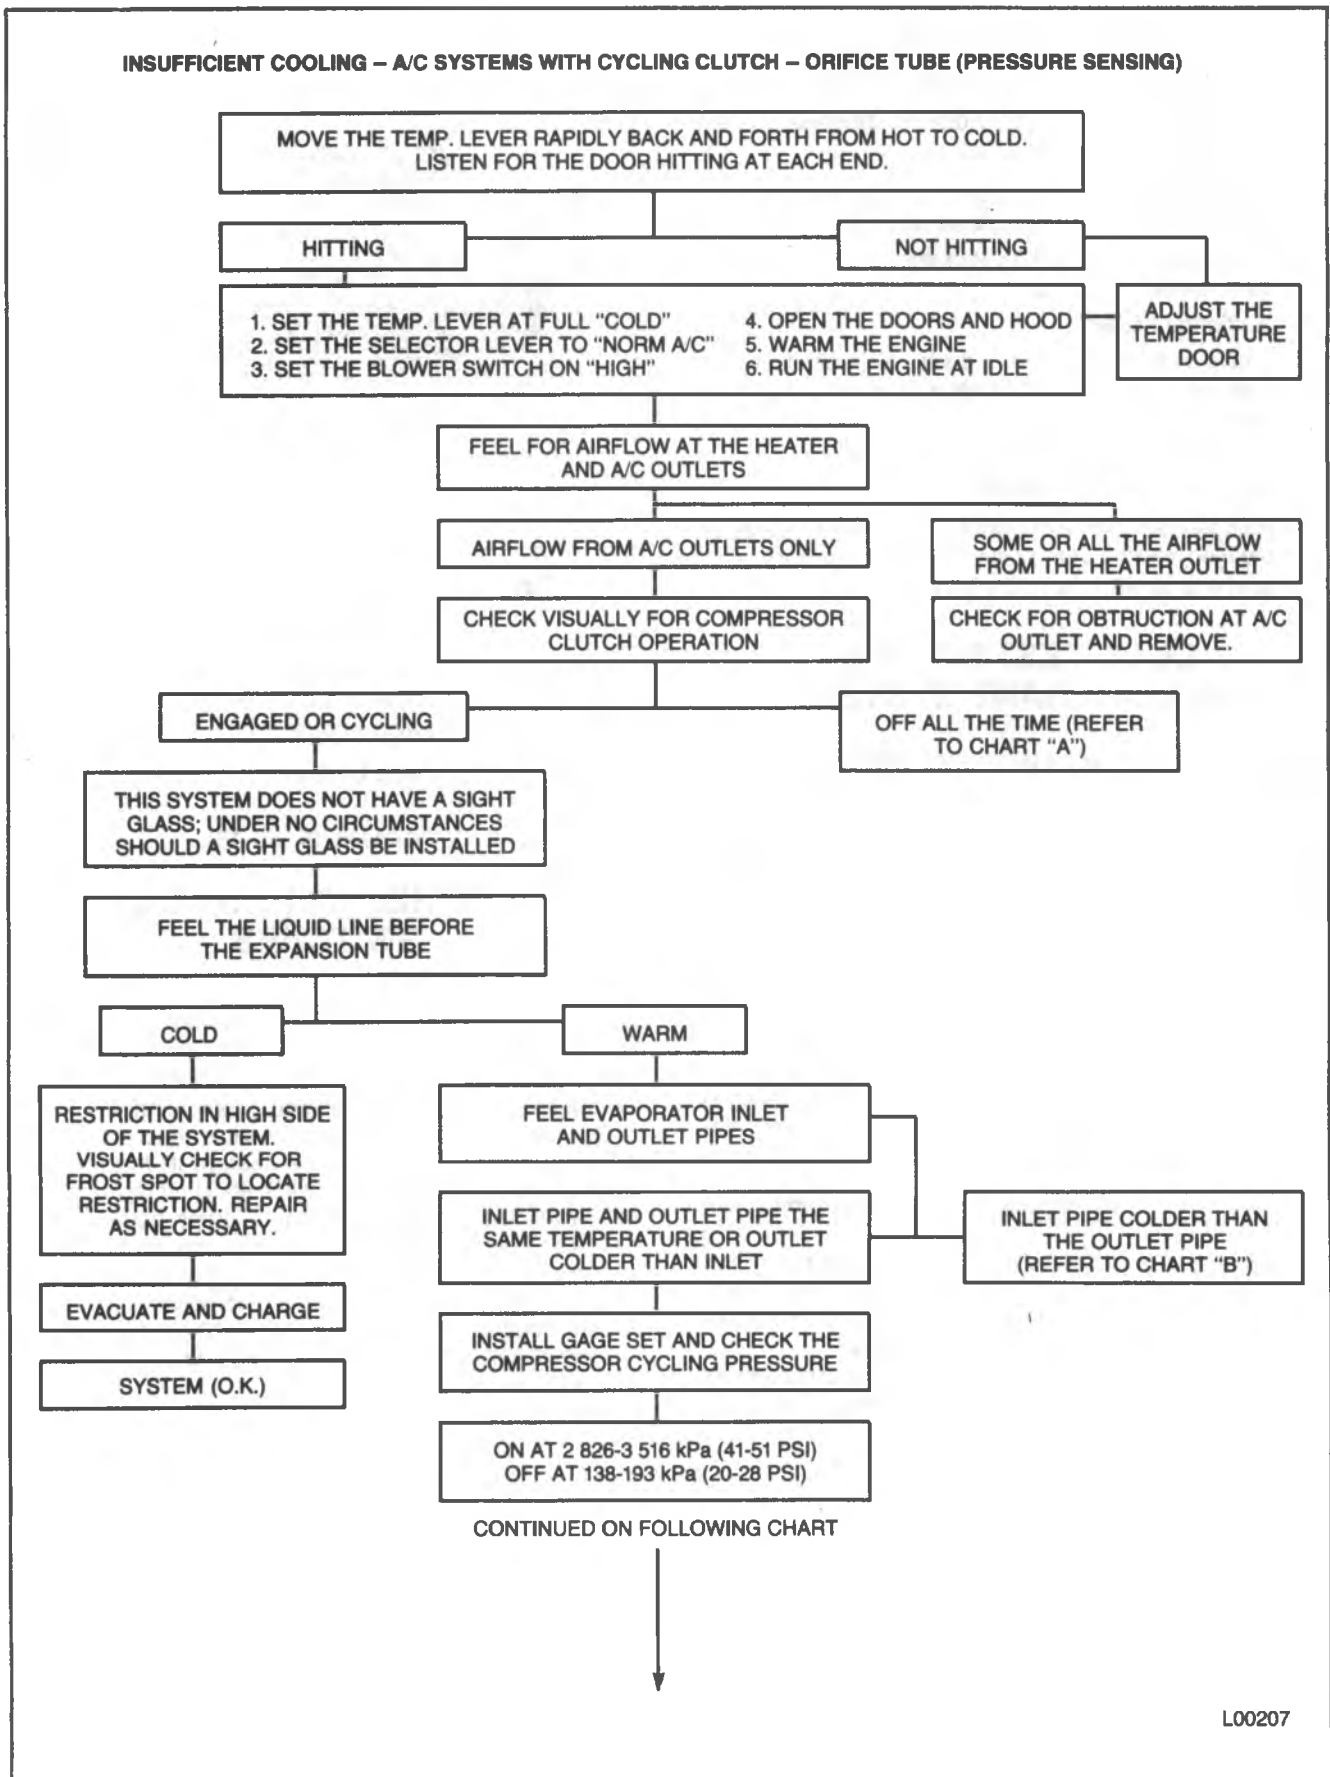 INSUFFICIENT COOLING – A/C SYSTEMS WITH CYCLING CLUTCH – ORIFICE TUBE (PRESSURE SENSING)
MOVE THE TEMP. LEVER RAPIDLY BACK AND FORTH FROM HOT TO COLD.
LISTEN FOR THE DOOR HITTING AT EACH END.
HITTING
NOT HITTING
1. SET THE TEMP. LEVER AT FULL “COLD”
2. SET THE SELECTOR LEVER TO “NORM A/C”
3. SET THE BLOWER SWITCH ON “HIGH”
4. OPEN THE DOORS AND HOOD
5. WARM THE ENGINE
6. RUN THE ENGINE AT IDLE
ADJUST THE
TEMPERATURE
DOOR
FEEL FOR AIRFLOW AT THE HEATER
AND A/C OUTLETS
AIRFLOW FROM A/C OUTLETS ONLY
SOME OR ALL THE AIRFLOW
FROM THE HEATER OUTLET
CHECK VISUALLY FOR COMPRESSOR
CLUTCH OPERATION
CHECK FOR OBTRUCTION AT A/C
OUTLET AND REMOVE.
ENGAGED OR CYCLING
OFF ALL THE TIME (REFER
TO CHART “A”)
THIS SYSTEM DOES NOT HAVE A SIGHT
GLASS; UNDER NO CIRCUMSTANCES
SHOULD A SIGHT GLASS BE INSTALLED
FEEL THE LIQUID LINE BEFORE
THE EXPANSION TUBE
COLD
WARM
RESTRICTION IN HIGH SIDE
OF THE SYSTEM.
VISUALLY CHECK FOR
FROST SPOT TO LOCATE
RESTRICTION. REPAIR
AS NECESSARY.
FEEL EVAPORATOR INLET
AND OUTLET PIPES
INLET PIPE AND OUTLET PIPE THE
SAME TEMPERATURE OR OUTLET
COLDER THAN INLET
INLET PIPE COLDER THAN
THE OUTLET PIPE
(REFER TO CHART “B”)
EVACUATE AND CHARGE
INSTALL GAGE SET AND CHECK THE
COMPRESSOR CYCLING PRESSURE
SYSTEM (O.K.)
ON AT 2 826-3 516 kPa (41-51 PSI)
OFF AT 138-193 kPa (20-28 PSI)
CONTINUED ON FOLLOWING CHART
L00207